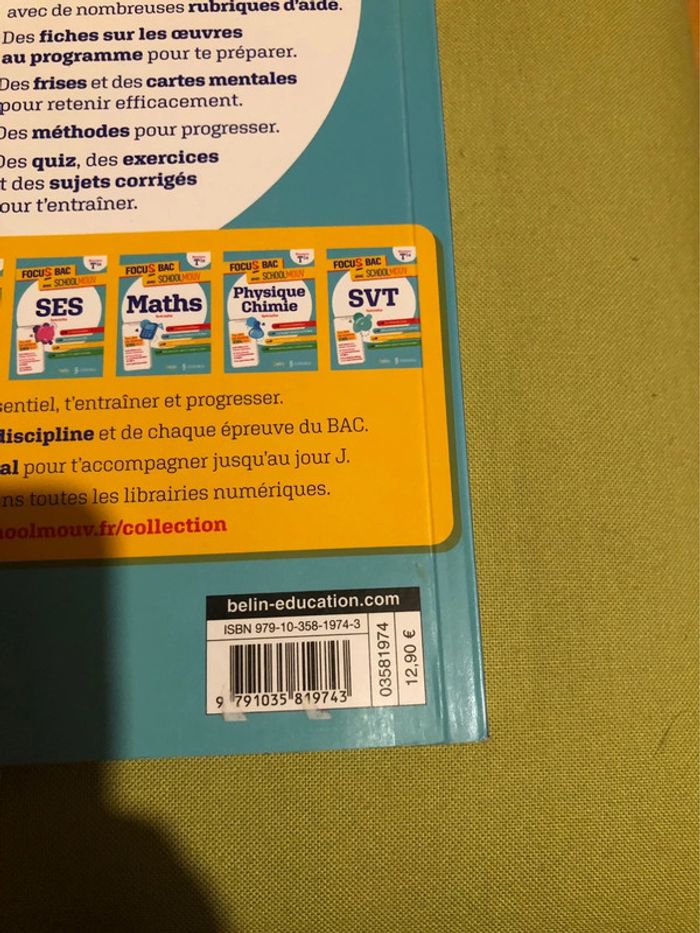 avec de nombreuses rubriques d'aide.
Des fiches sur les œuvres
au programme pour te préparer.
Des frises et des cartes mentales
pour retenir efficacement.
Des méthodes pour progresser.
Des quiz, des exercices
t des sujets corrigés
our t'entraîner.
FOCUS BAC SCHOOLMOUV SES
FOCUS BAC SCHOOLMOUV Maths
FOCUS BAC SCHOOLMOUV Physique Chimie
FOCUS BAC SCHOOLMOUV SVT
sentiel, t'entraîner et progresser.
discipline et de chaque épreuve du BAC.
al pour t'accompagner jusqu'au jour J.
ns toutes les librairies numériques.
hoolmouv.fr/collection
belin-education.com
ISBN 979-10-358-1974-3
9 791035 819743
03581974
12,90 €